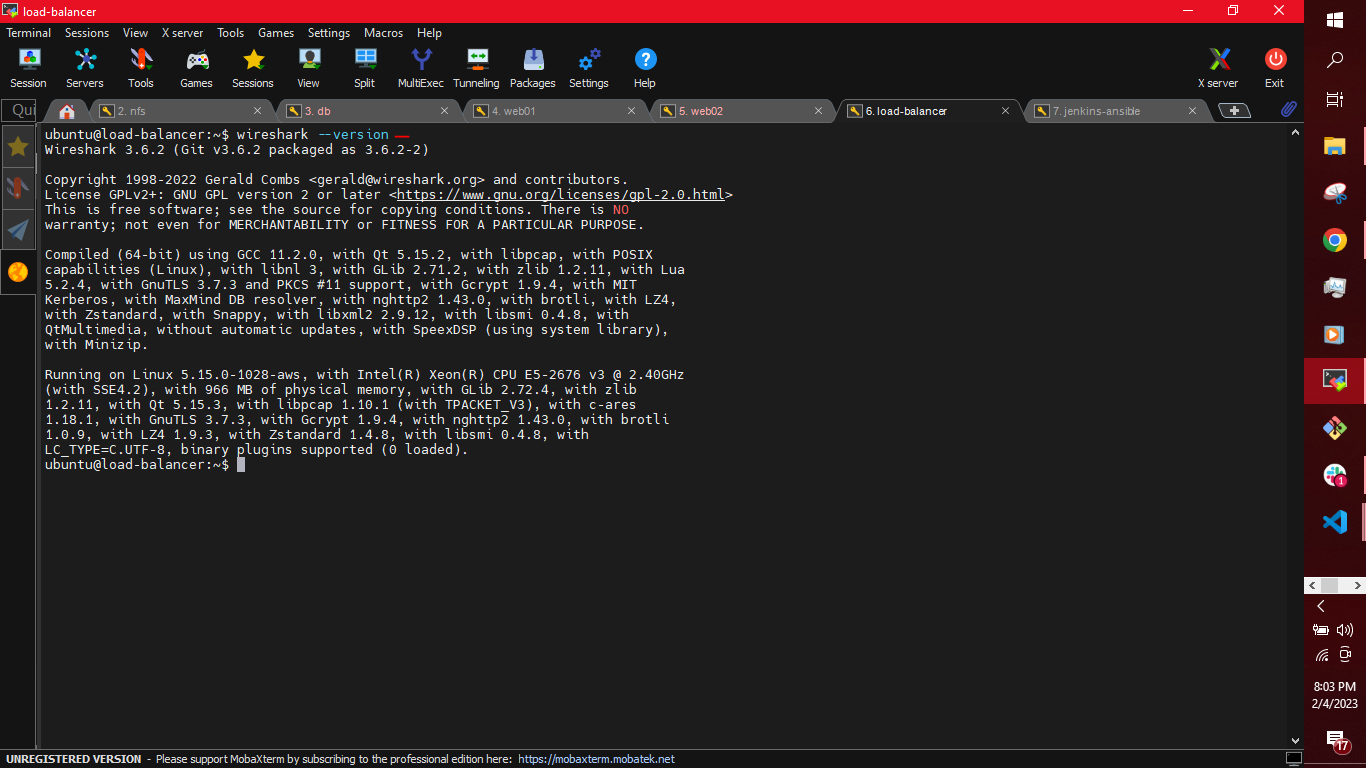 load-balancer
Terminal Sessions View X server Tools Games Settings Macros Help
Session Servers Tools Games Sessions View Split MultiExec Tunneling Packages Settings Help X server Exit
Qui
2. nfs
3. db
4. web01
5. web02
6. load-balancer
7. jenkins-ansible
ubuntu@load-balancer:~$ wireshark --version
Wireshark 3.6.2 (Git v3.6.2 packaged as 3.6.2-2)
Copyright 1998-2022 Gerald Combs <gerald@wireshark.org> and contributors.
License GPLv2+: GNU GPL version 2 or later <https://www.gnu.org/licenses/gpl-2.0.html>
This is free software; see the source for copying conditions. There is NO
warranty; not even for MERCHANTABILITY or FITNESS FOR A PARTICULAR PURPOSE.
Compiled (64-bit) using GCC 11.2.0, with Qt 5.15.2, with libpcap, with POSIX
capabilities (Linux), with libnl 3, with GLib 2.71.2, with zlib 1.2.11, with Lua
5.2.4, with GnuTLS 3.7.3 and PKCS #11 support, with Gcrypt 1.9.4, with MIT
Kerberos, with MaxMind DB resolver, with nghttp2 1.43.0, with brotli, with LZ4,
with Zstandard, with Snappy, with libxml2 2.9.12, with libsmi 0.4.8, with
QtMultimedia, without automatic updates, with SpeexDSP (using system library),
with Minizip.
Running on Linux 5.15.0-1028-aws, with Intel(R) Xeon(R) CPU E5-2676 v3 @ 2.40GHz
(with SSE4.2), with 966 MB of physical memory, with GLib 2.72.4, with zlib
1.2.11, with Qt 5.15.3, with libpcap 1.10.1 (with TPACKET_V3), with c-ares
1.18.1, with GnuTLS 3.7.3, with Gcrypt 1.9.4, with nghttp2 1.43.0, with brotli
1.0.9, with LZ4 1.9.3, with Zstandard 1.4.8, with libsmi 0.4.8, with
LC_TYPE=C.UTF-8, binary plugins supported (0 loaded).
ubuntu@load-balancer:~$
1
8:03 PM
2/4/2023
17
UNREGISTERED VERSION - Please support MobaXterm by subscribing to the professional edition here: https://mobaxterm.mobatek.net